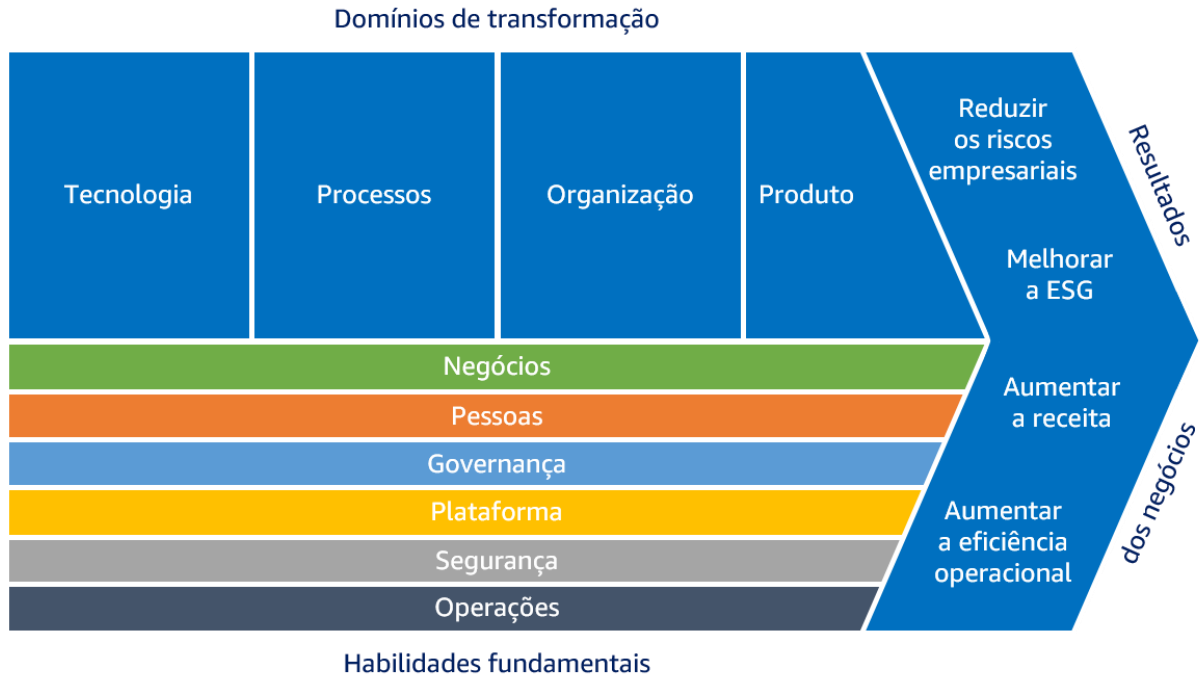 Domínios de transformação
Tecnologia
Processos
Organização
Produto
Reduzir
os riscos
empresariais
Melhorar
a ESG
Aumentar
a receita
Aumentar
a eficiência
operacional
Resultados
dos negócios
Negócios
Pessoas
Governança
Plataforma
Segurança
Operações
Habilidades fundamentais